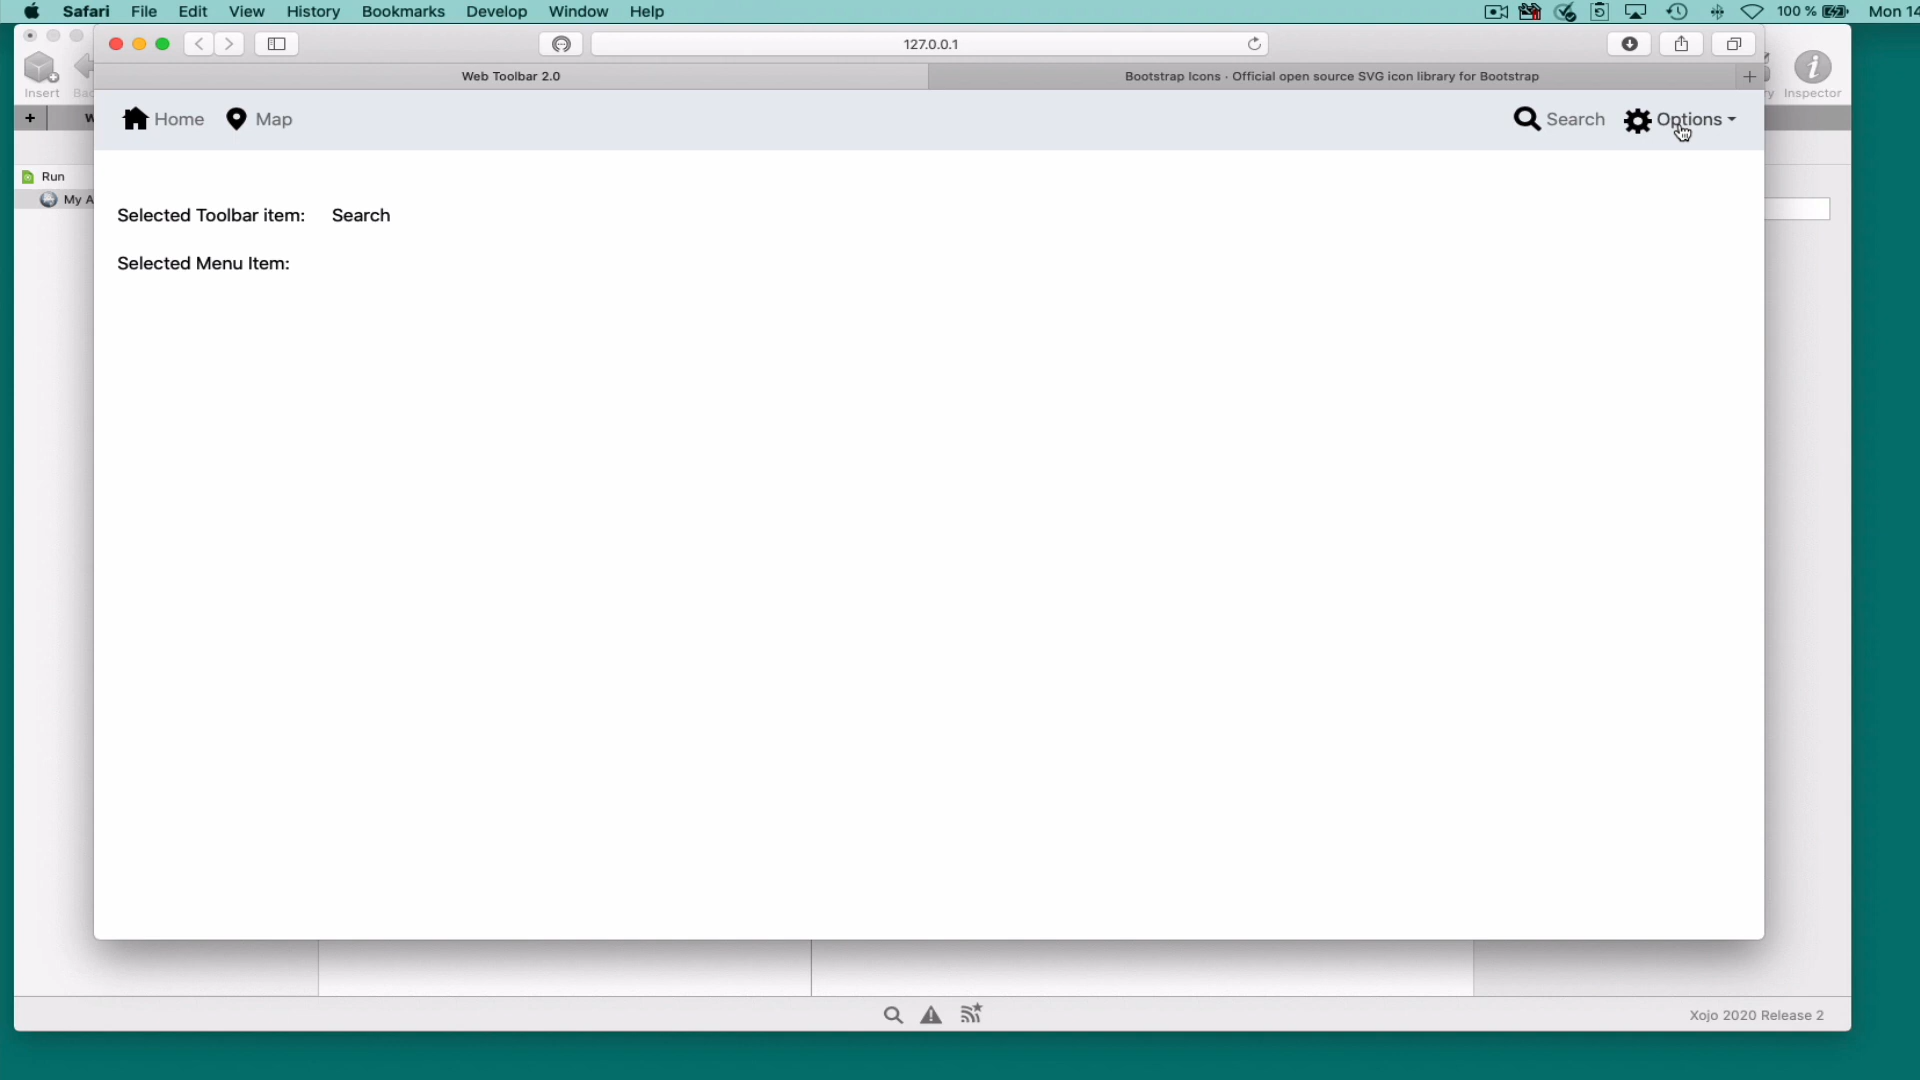 Safari File Edit View History Bookmarks Develop Window Help 100 % Mon 14
127.0.0.1
Web Toolbar 2.0 Bootstrap Icons · Official open source SVG icon library for Bootstrap
Insert Inspector
Home Map Search Options
Run
My A
Selected Toolbar item: Search
Selected Menu Item:
Xojo 2020 Release 2